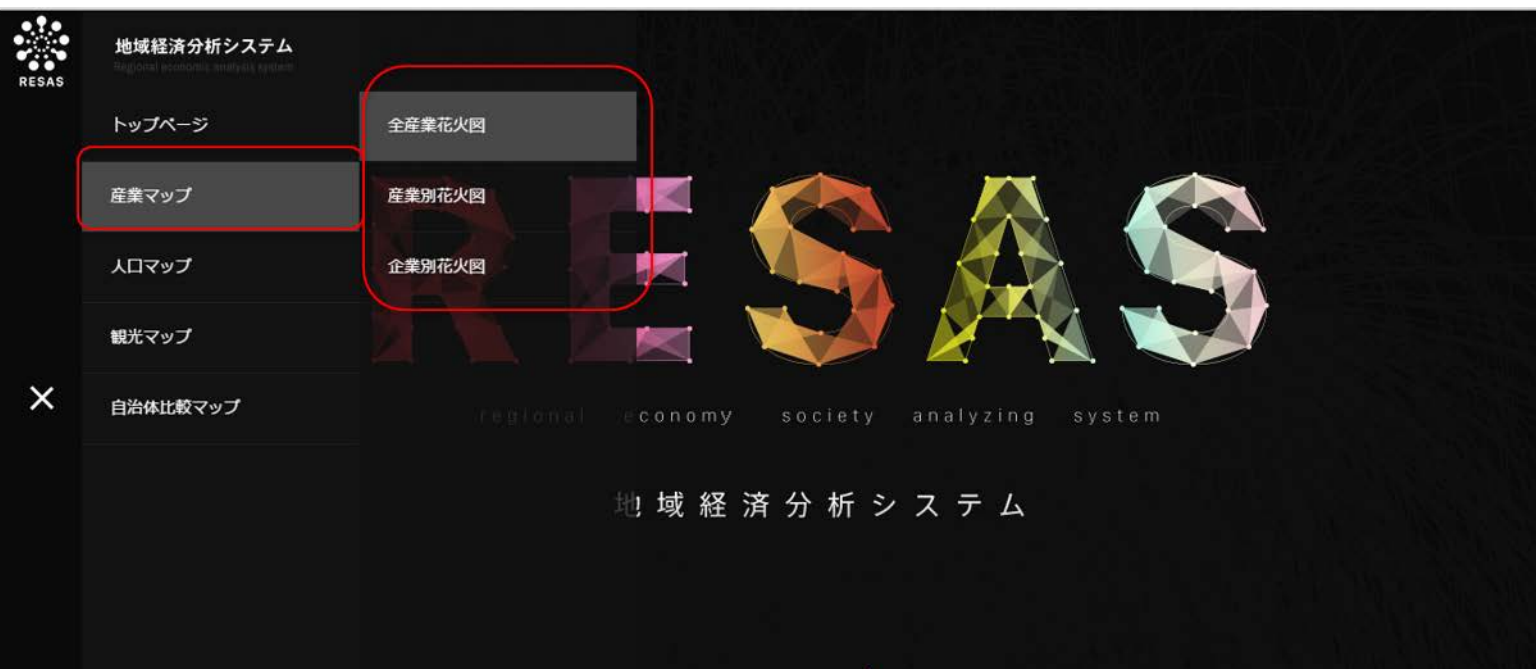 RESAS
地域経済分析システム
Regional economic analysis system
トップページ
産業マップ
人口マップ
観光マップ
自治体比較マップ
全産業花火図
産業別花火図
企業別花火図
RESAS
regional economy society analyzing system
地域経済分析システム